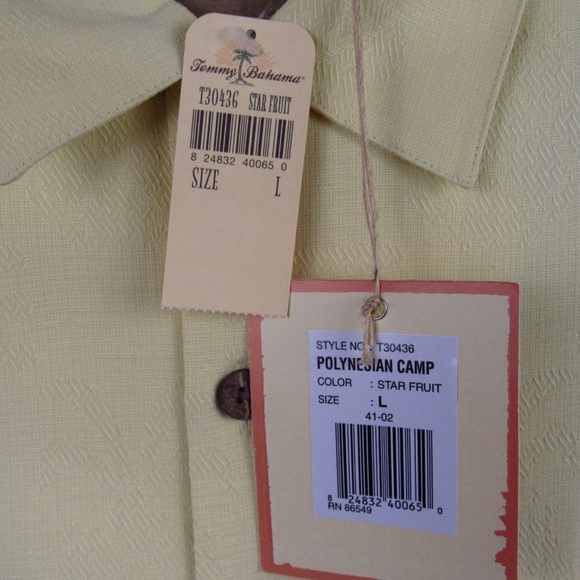 Tommy Bahama®
T30436 STAR FRUIT
8 24832 40065 0
SIZE L
STYLE NO. : T30436
POLYNESIAN CAMP
COLOR : STAR FRUIT
SIZE : L
41-02
8 24832 40065 0
RN 86549